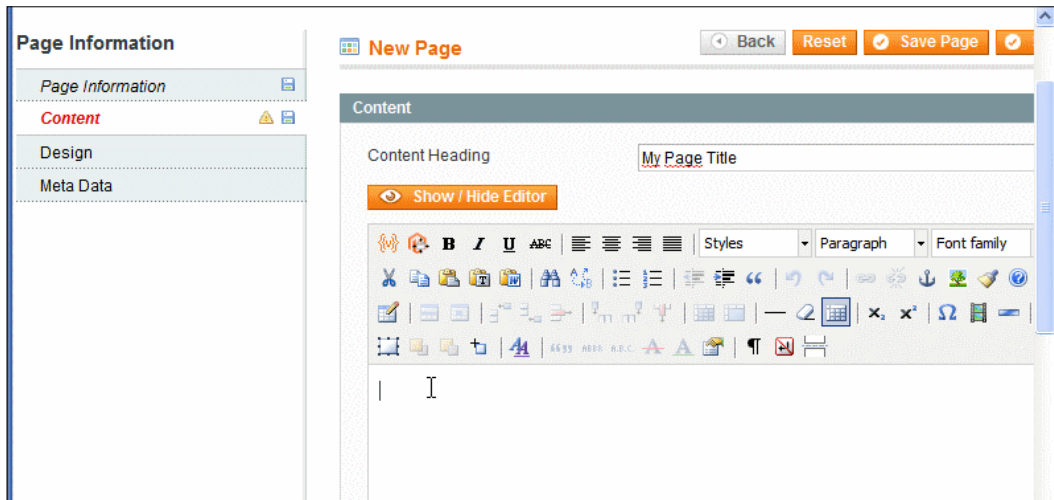 Page Information
New Page
Back
Reset
Save Page
Page Information
Content
Content
Design
Content Heading
My Page Title
Meta Data
Show / Hide Editor
B I U ABC
Styles
Paragraph
Font family